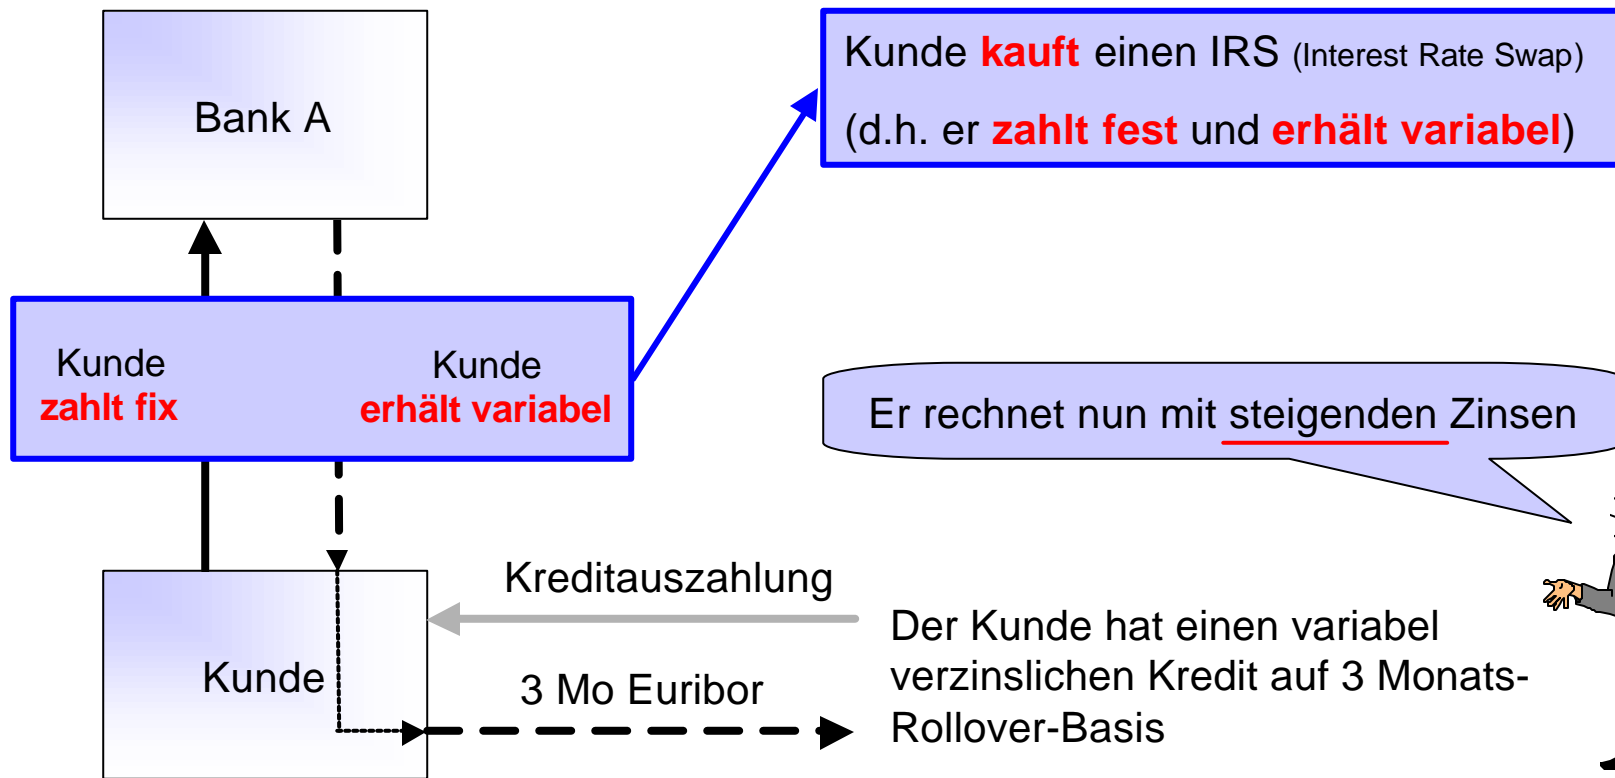 Bank A
Kunde kauft einen IRS (Interest Rate Swap)
(d.h. er zahlt fest und erhält variabel)
Kunde
zahlt fix
Kunde
erhält variabel
Er rechnet nun mit steigenden Zinsen
Kreditauszahlung
Kunde
3 Mo Euribor
Der Kunde hat einen variabel
verzinslichen Kredit auf 3 Monats-
Rollover-Basis